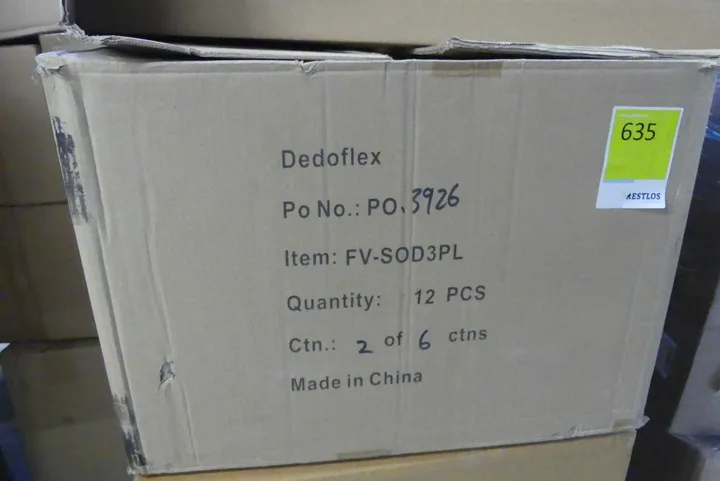 635
RESTLOS
Dedoflex
Po No.: PO. 3926
Item: FV-SOD3PL
Quantity: 12 PCS
Ctn.: 2 of 6 ctns
Made in China